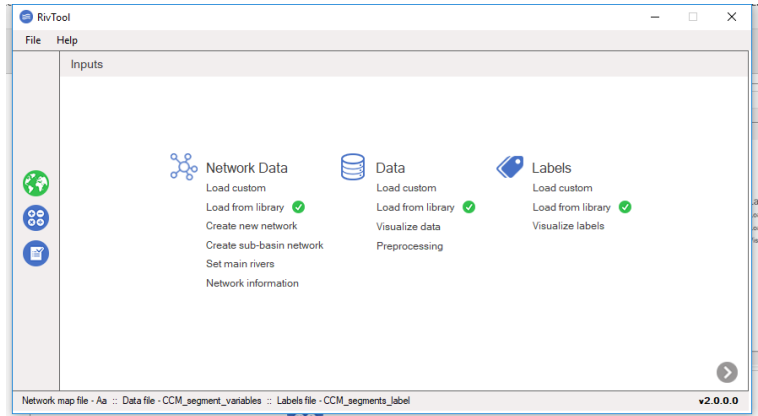 RivTool
File Help
Inputs
Network Data
Load custom
Load from library
Create new network
Create sub-basin network
Set main rivers
Network information
Data
Load custom
Load from library
Visualize data
Preprocessing
Labels
Load custom
Load from library
Visualize labels
Network map file - Aa :: Data file - CCM_segment_variables :: Labels file - CCM_segments_label
v2.0.0.0